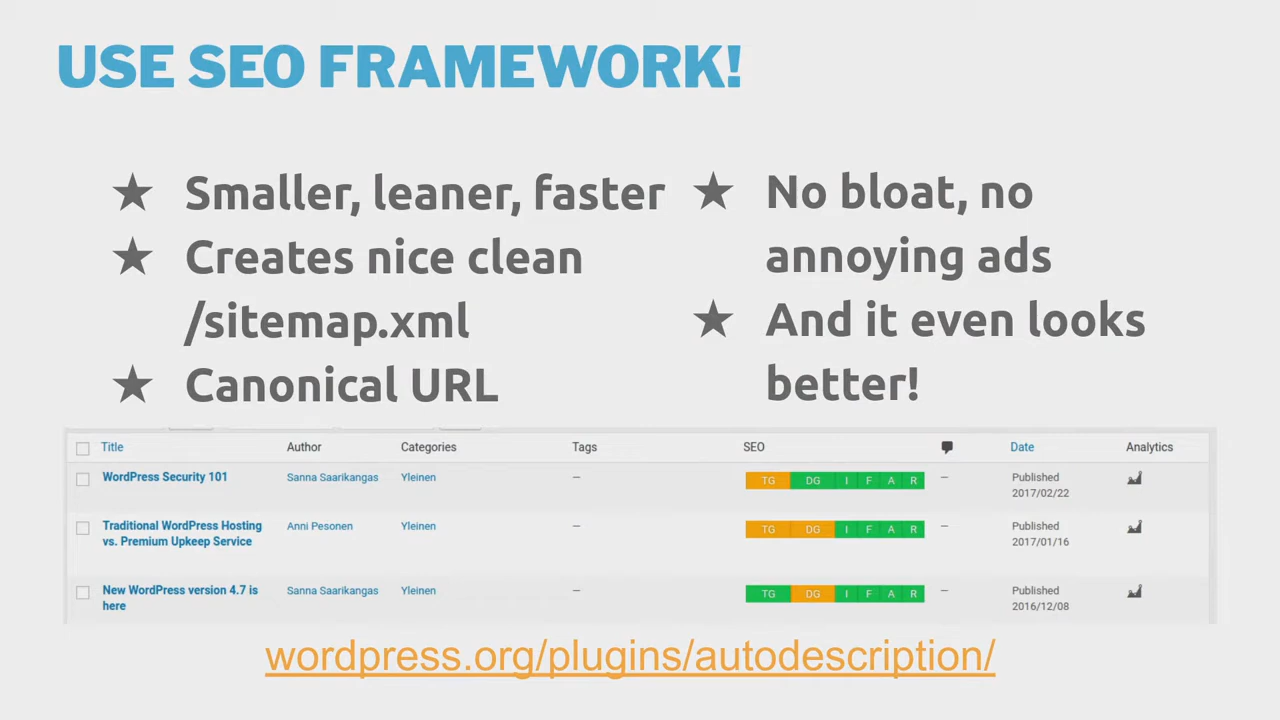 USE SEO FRAMEWORK!
★ Smaller, leaner, faster
★ Creates nice clean
/sitemap.xml
★ Canonical URL
★ No bloat, no
annoying ads
★ And it even looks
better!
Title Author Categories Tags SEO Date Analytics
WordPress Security 101 Sanna Saarikangas Yleinen — TG DG I F A R — Published
2017/02/22
Traditional WordPress Hosting Anni Pesonen Yleinen — TG DG I F A R — Published
vs. Premium Upkeep Service 2017/01/16
New WordPress version 4.7 is Sanna Saarikangas Yleinen — TG DG I F A R — Published
here 2016/12/08
wordpress.org/plugins/autodescription/